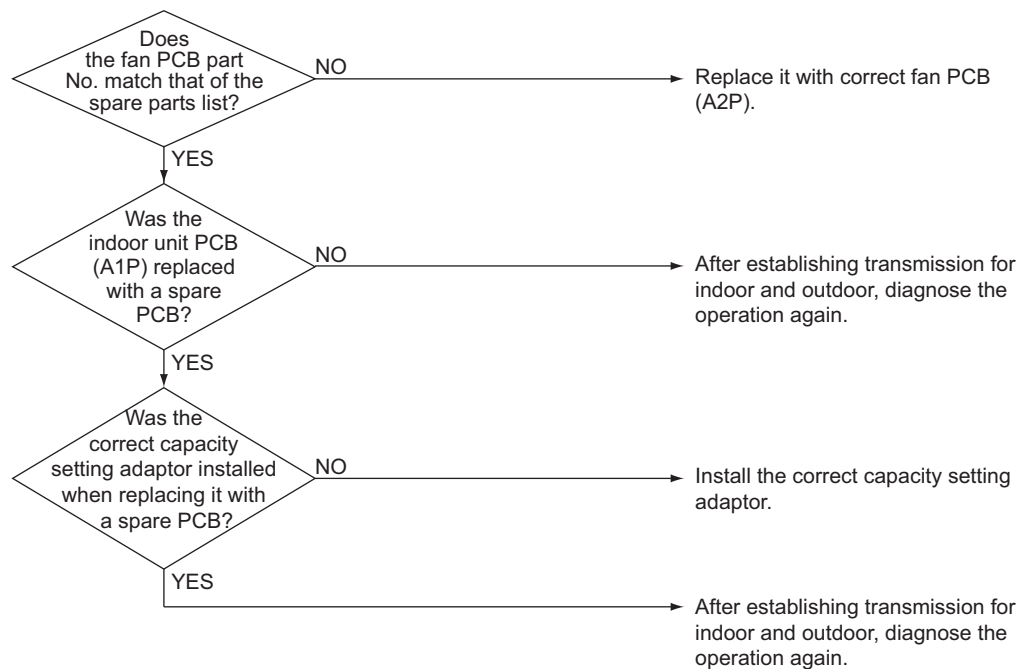 Does
the fan PCB part
No. match that of the
spare parts list?
NO
Replace it with correct fan PCB
(A2P).
YES
Was the
indoor unit PCB
(A1P) replaced
with a spare
PCB?
NO
After establishing transmission for
indoor and outdoor, diagnose the
operation again.
YES
Was the
correct capacity
setting adaptor installed
when replacing it with
a spare PCB?
NO
Install the correct capacity setting
adaptor.
YES
After establishing transmission for
indoor and outdoor, diagnose the
operation again.